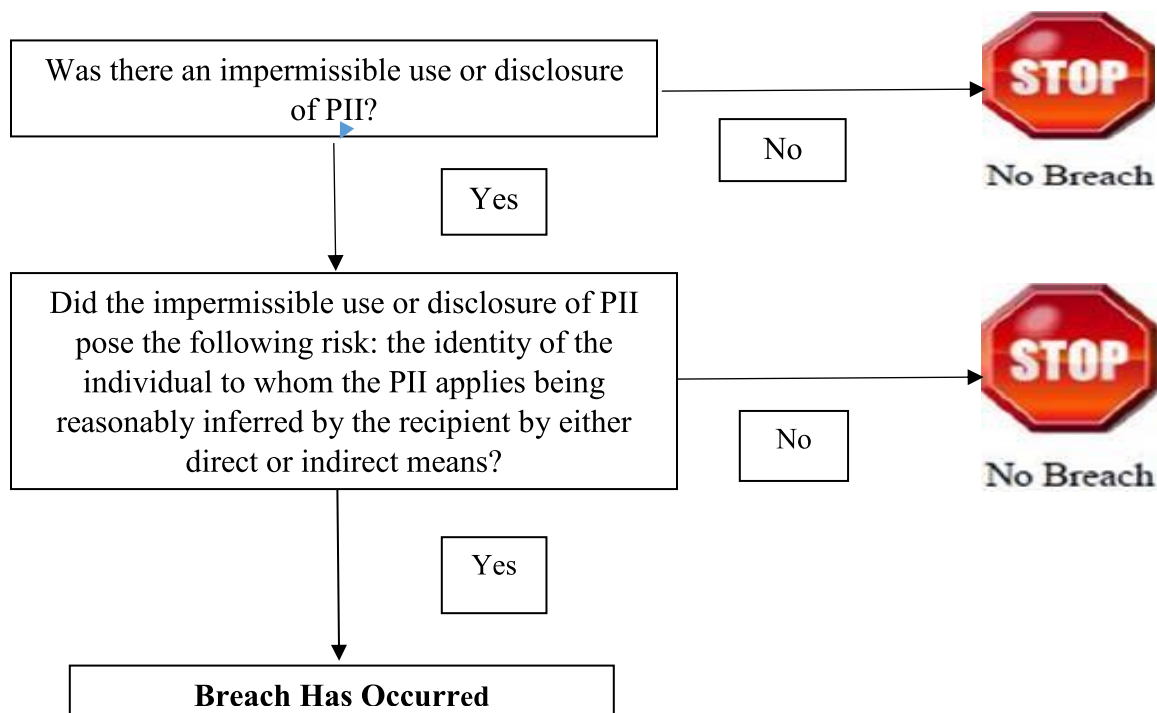 Was there an impermissible use or disclosure
of PII?
STOP
No Breach
No
Yes
Did the impermissible use or disclosure of PII
pose the following risk: the identity of the
individual to whom the PII applies being
reasonably inferred by the recipient by either
direct or indirect means?
STOP
No Breach
No
Yes
Breach Has Occurred